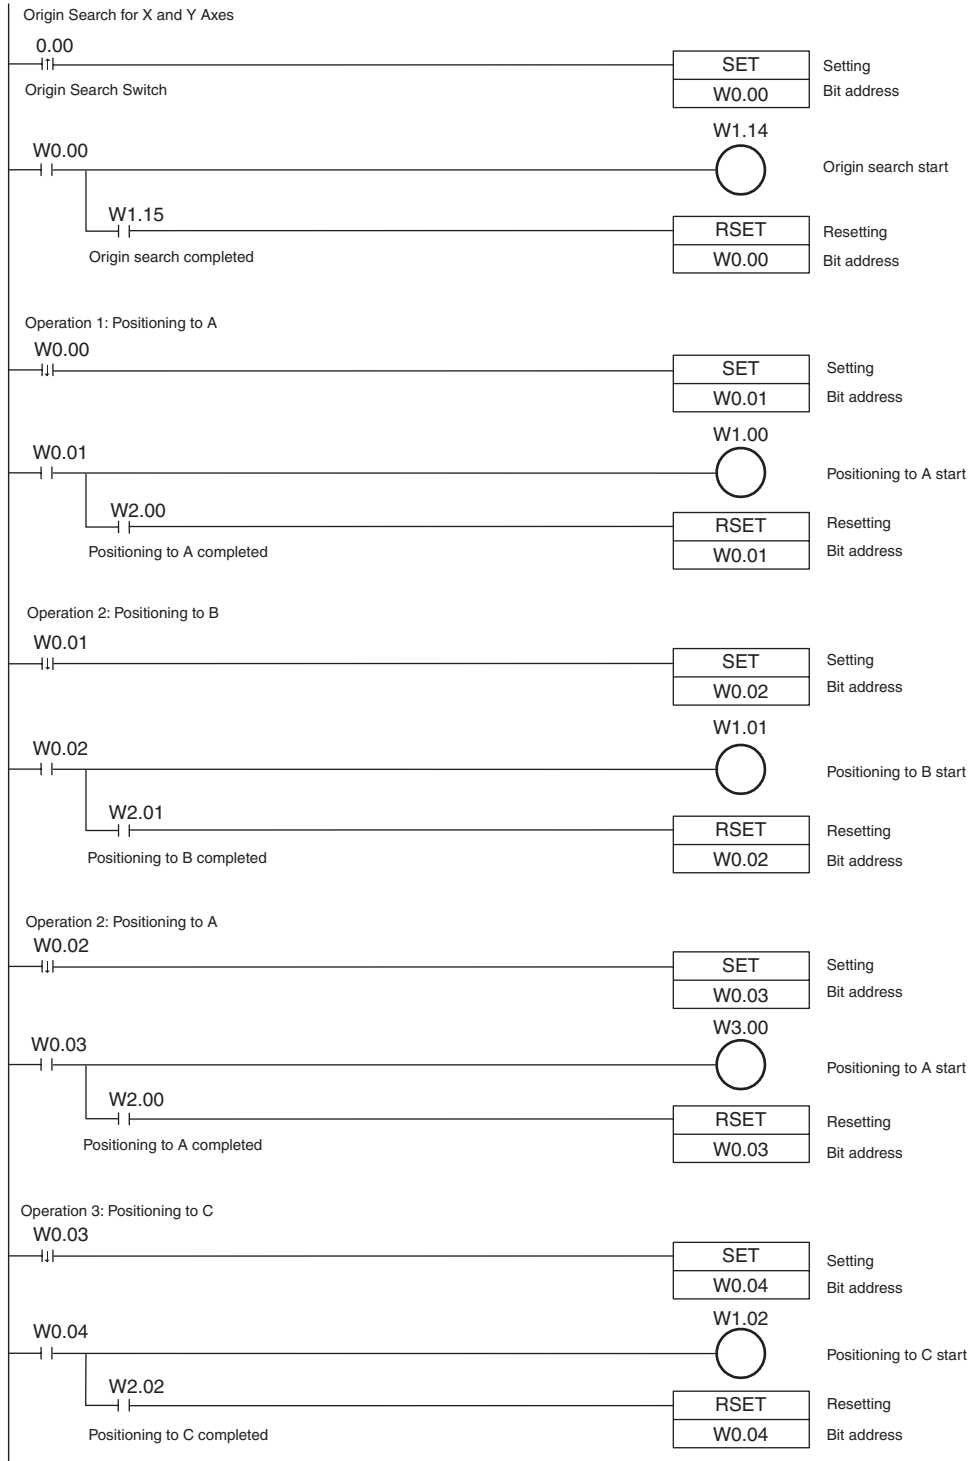 Origin Search for X and Y Axes
0.00
SET
Setting
Origin Search Switch
W0.00
Bit address
W1.14
W0.00
Origin search start
W1.15
RSET
Resetting
Origin search completed
W0.00
Bit address
Operation 1: Positioning to A
W0.00
SET
Setting
W0.01
Bit address
W1.00
W0.01
Positioning to A start
W2.00
RSET
Resetting
Positioning to A completed
W0.01
Bit address
Operation 2: Positioning to B
W0.01
SET
Setting
W0.02
Bit address
W1.01
W0.02
Positioning to B start
W2.01
RSET
Resetting
Positioning to B completed
W0.02
Bit address
Operation 2: Positioning to A
W0.02
SET
Setting
W0.03
Bit address
W3.00
W0.03
Positioning to A start
W2.00
RSET
Resetting
Positioning to A completed
W0.03
Bit address
Operation 3: Positioning to C
W0.03
SET
Setting
W0.04
Bit address
W1.02
W0.04
Positioning to C start
W2.02
RSET
Resetting
Positioning to C completed
W0.04
Bit address